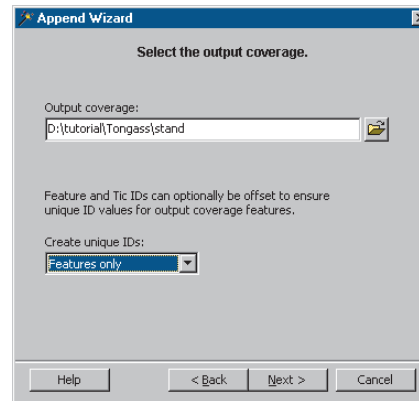 Append Wizard
Select the output coverage.
Output coverage:
D:\tutorial\Tongass\stand
Feature and Tic IDs can optionally be offset to ensure
unique ID values for output coverage features.
Create unique IDs:
Features only
Help
< Back
Next >
Cancel